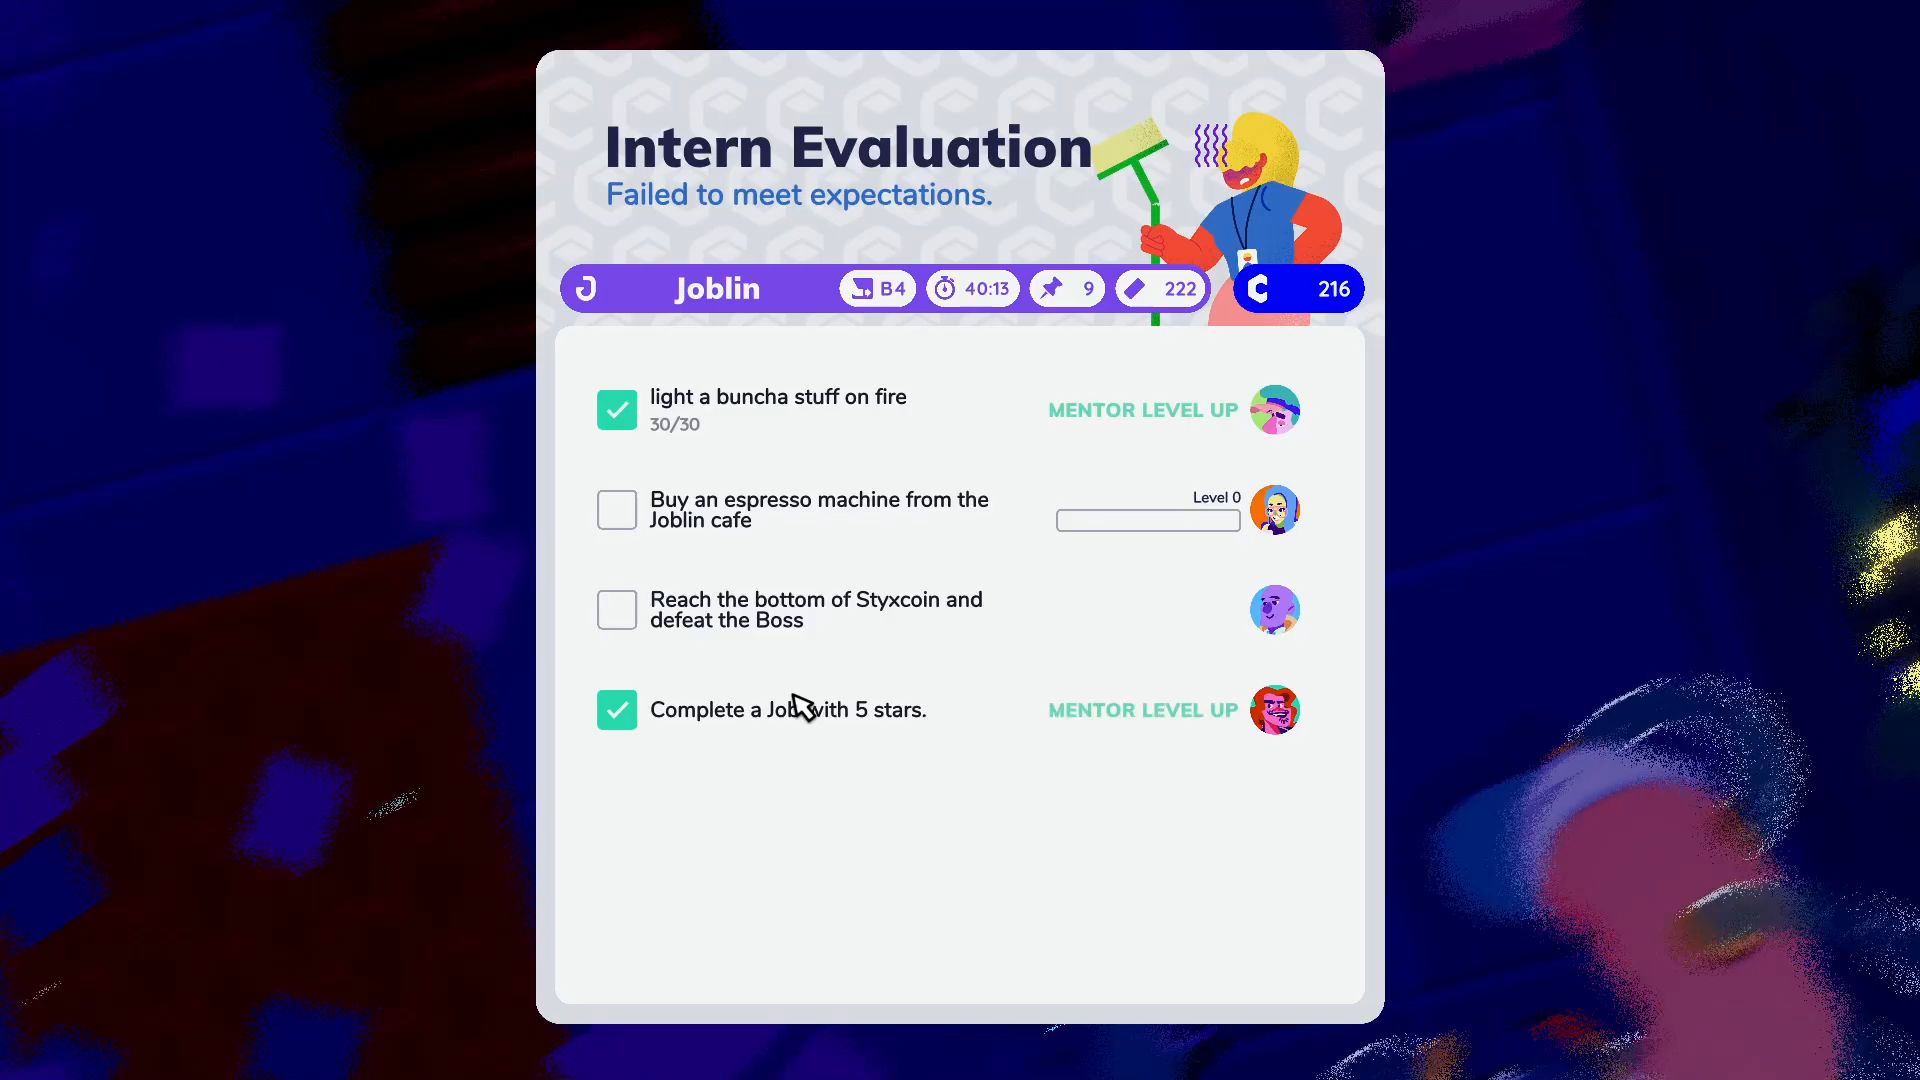 Intern Evaluation
Failed to meet expectations.
Joblin B4 40:13 9 222 216
light a buncha stuff on fire
30/30
MENTOR LEVEL UP
Buy an espresso machine from the
Joblin cafe
Level 0
Reach the bottom of Styxcoin and
defeat the Boss
Complete a Job with 5 stars.
MENTOR LEVEL UP